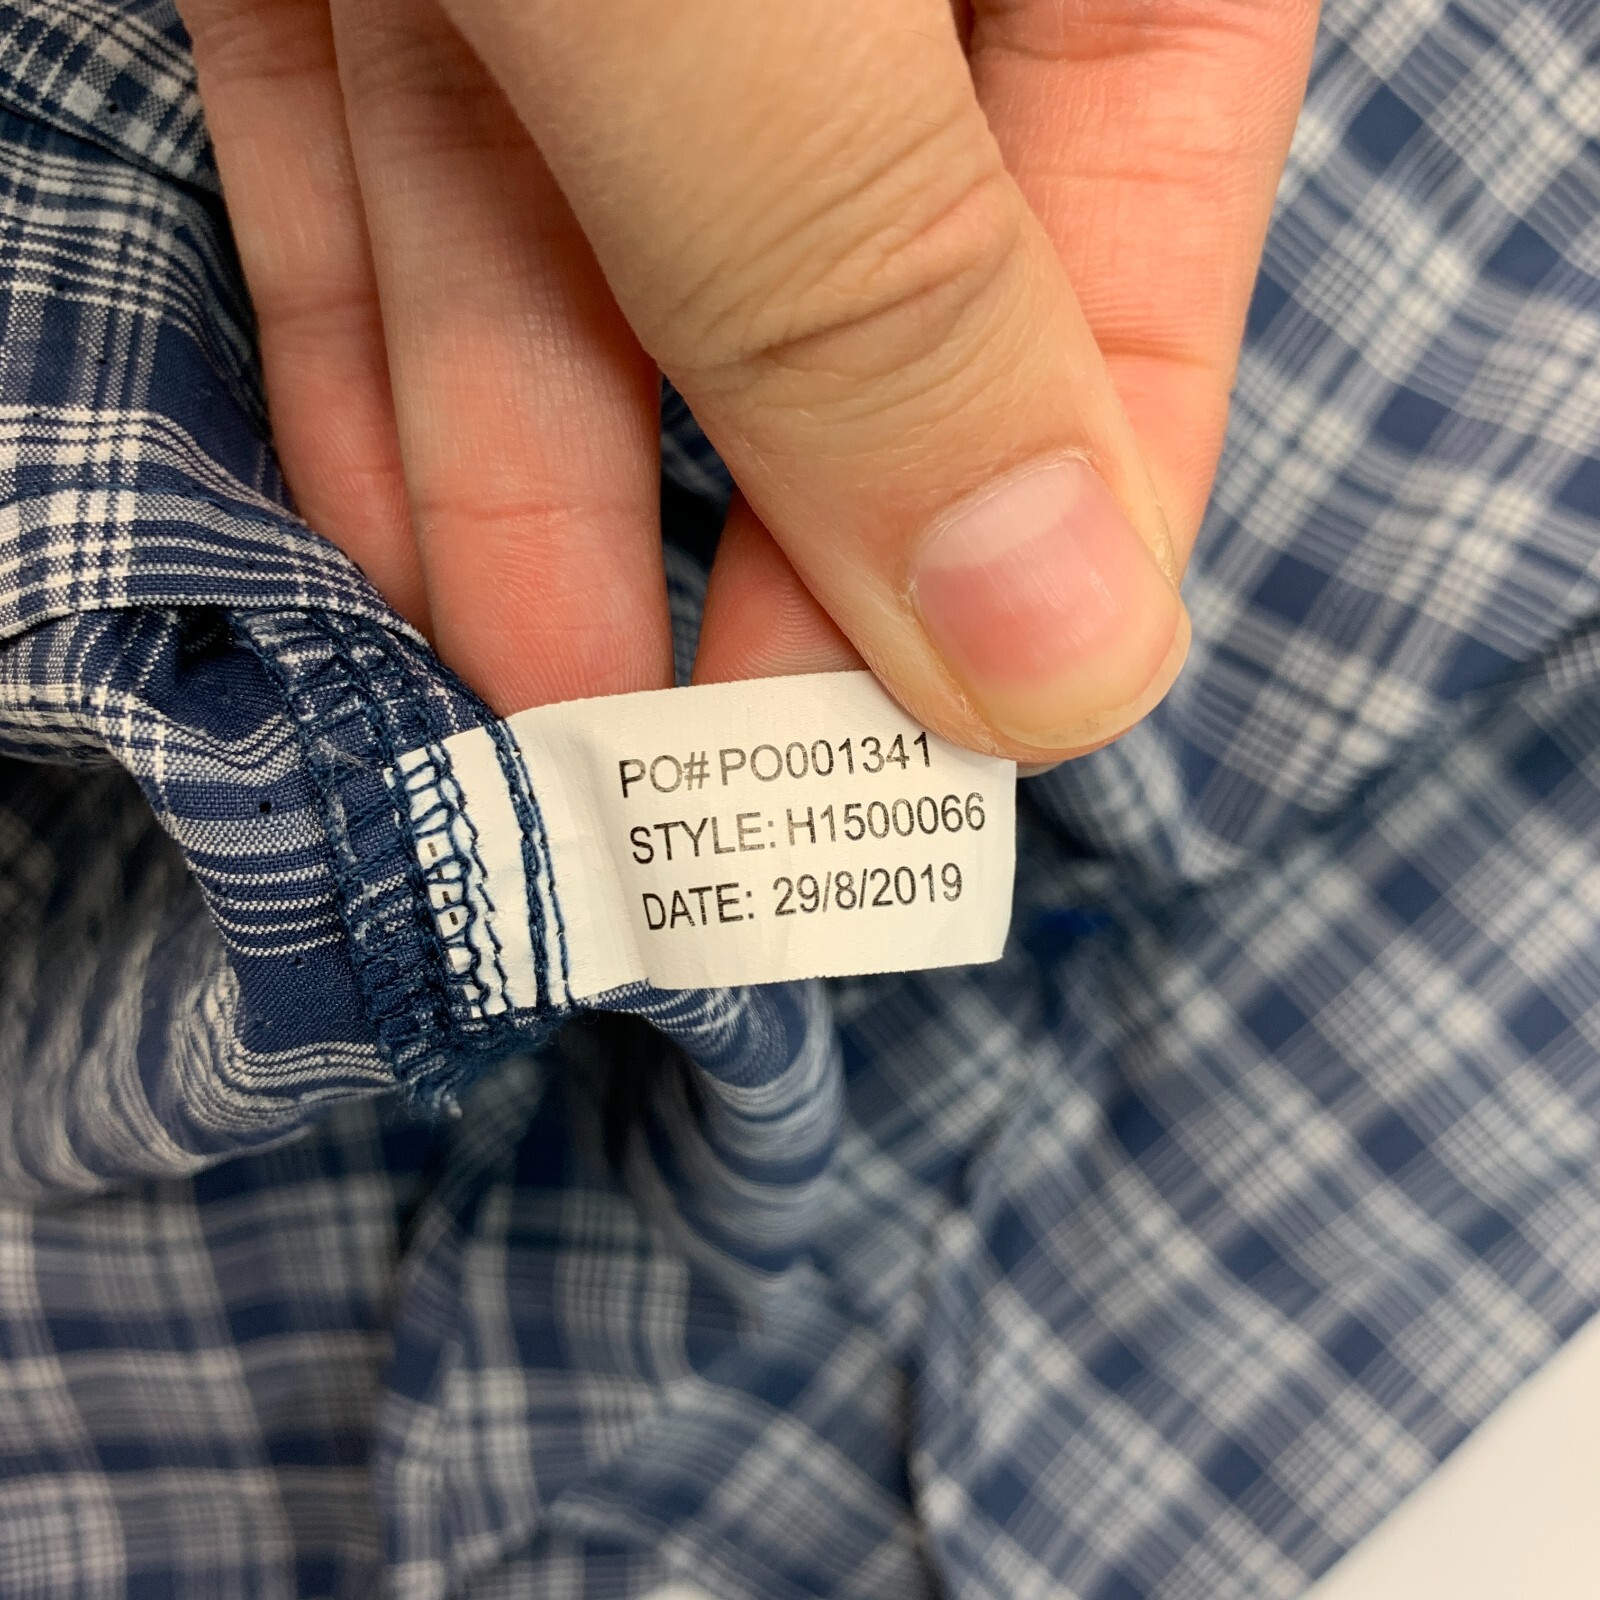 PO# PO001341
STYLE: H1500066
DATE: 29/8/2019